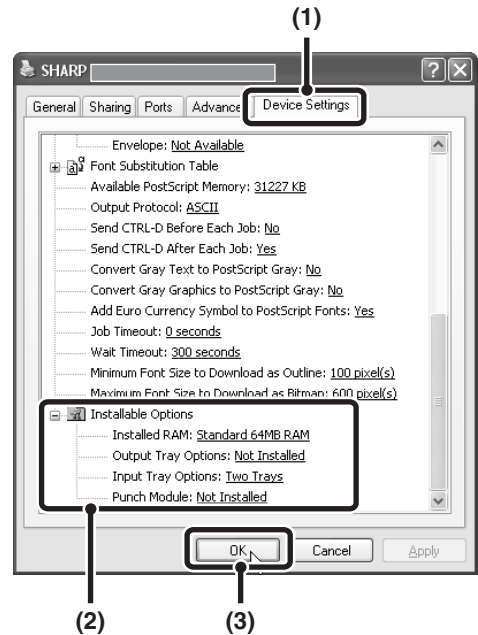 (1)
SHARP
General Sharing Ports Advance Device Settings
Envelope: Not Available
Font Substitution Table
Available PostScript Memory: 31227 KB
Output Protocol: ASCII
Send CTRL-D Before Each Job: No
Send CTRL-D After Each Job: Yes
Convert Gray Text to PostScript Gray: No
Convert Gray Graphics to PostScript Gray: No
Add Euro Currency Symbol to PostScript Fonts: Yes
Job Timeout: 0 seconds
Wait Timeout: 300 seconds
Minimum Font Size to Download as Outline: 100 pixel(s)
Maximum Font Size to Download as Bitmap: 600 pixel(s)
Installable Options
Installed RAM: Standard 64MB RAM
Output Tray Options: Not Installed
Input Tray Options: Two Trays
Punch Module: Not Installed
OK Cancel Apply
(2) (3)